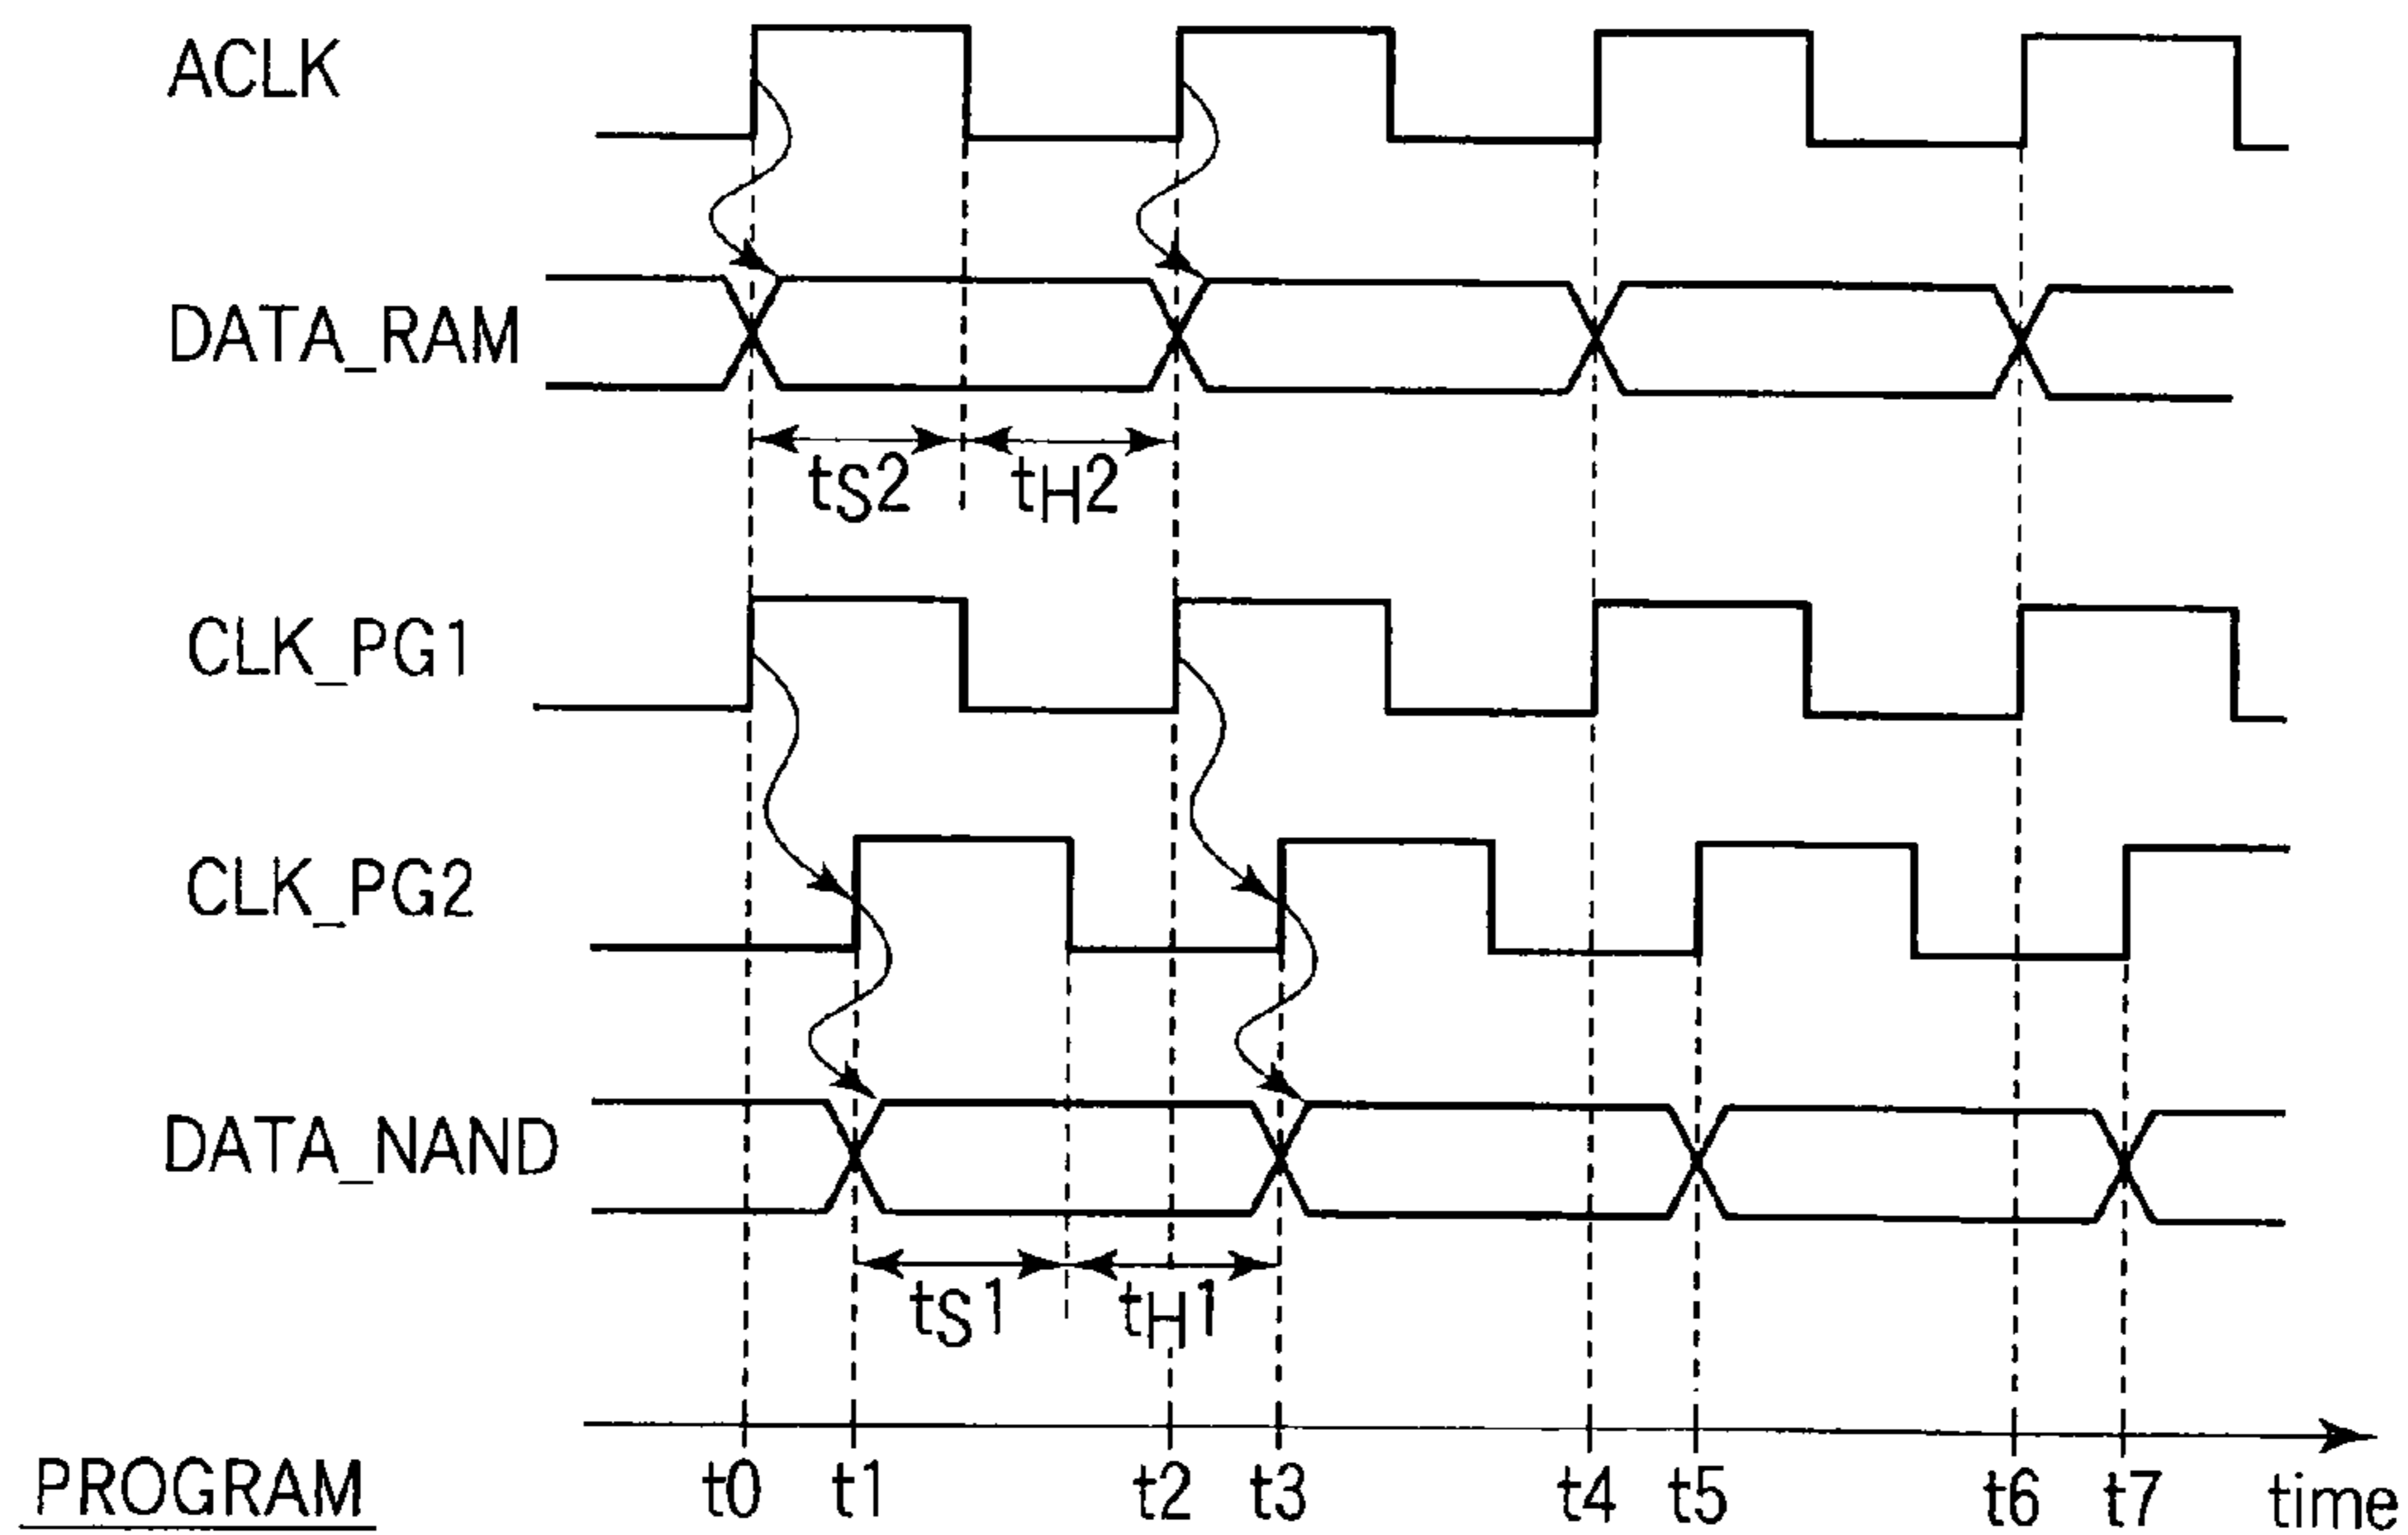 ACLK
DATA_RAM
tS2 tH2
CLK_PG1
CLK_PG2
DATA_NAND
tS1 tH1
PROGRAM t0 t1 t2 t3 t4 t5 t6 t7 time